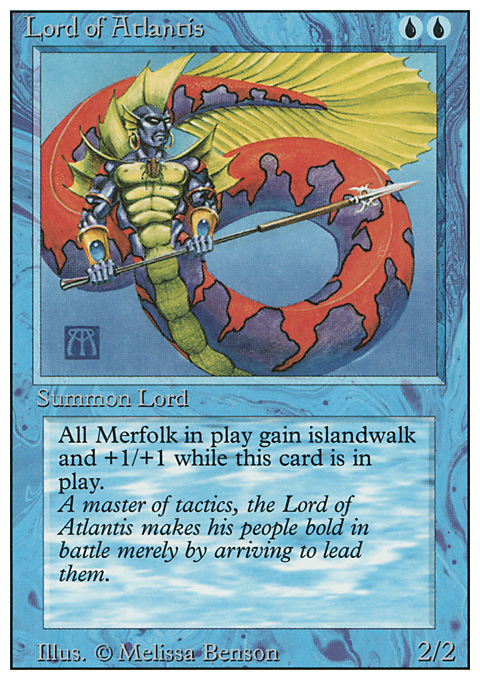 Lord of Atlantis
Summon Lord
All Merfolk in play gain islandwalk
and +1/+1 while this card is in
play.
A master of tactics, the Lord of
Atlantis makes his people bold in
battle merely by arriving to lead
them.
Illus. © Melissa Benson
2/2